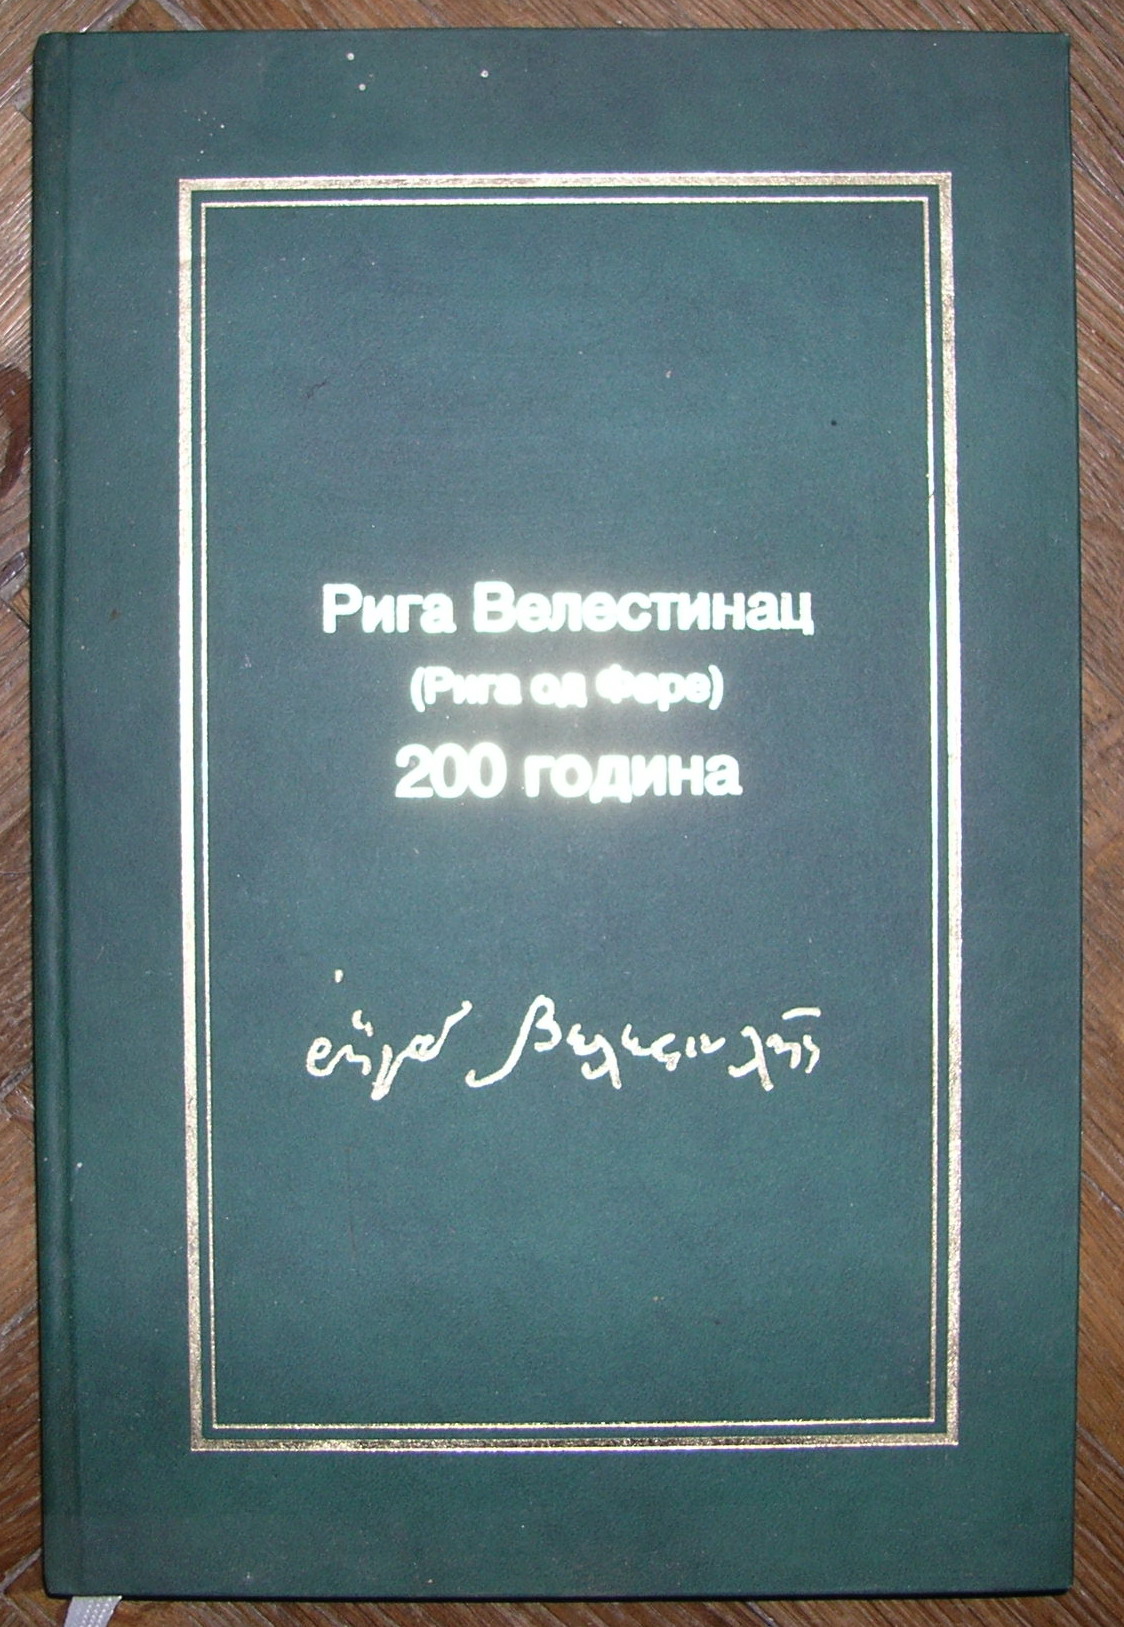 Рига Велестинац
(Рига од Фере)
200 година